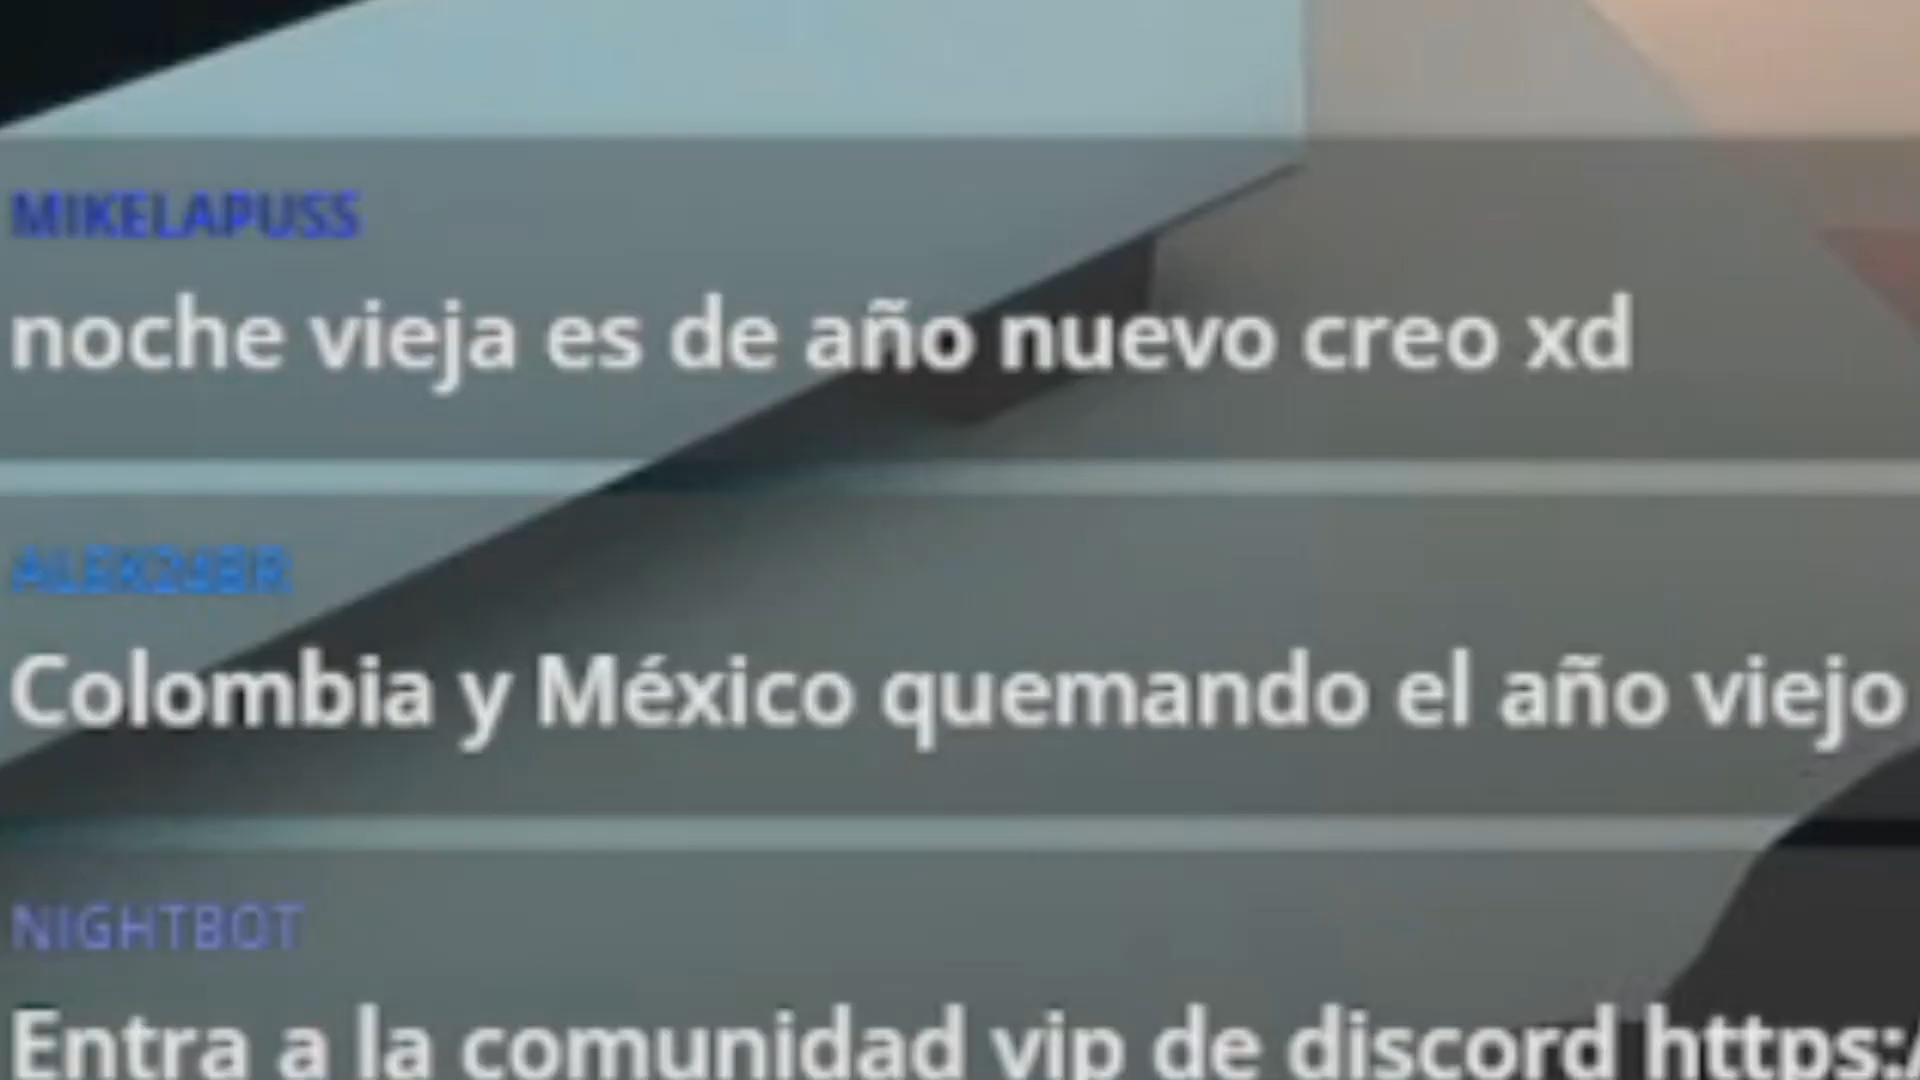 MIKELAPUSS
noche vieja es de año nuevo creo xd
ALEK24BR
Colombia y México quemando el año viejo
NIGHTBOT
Entra a la comunidad vip de discord https:/